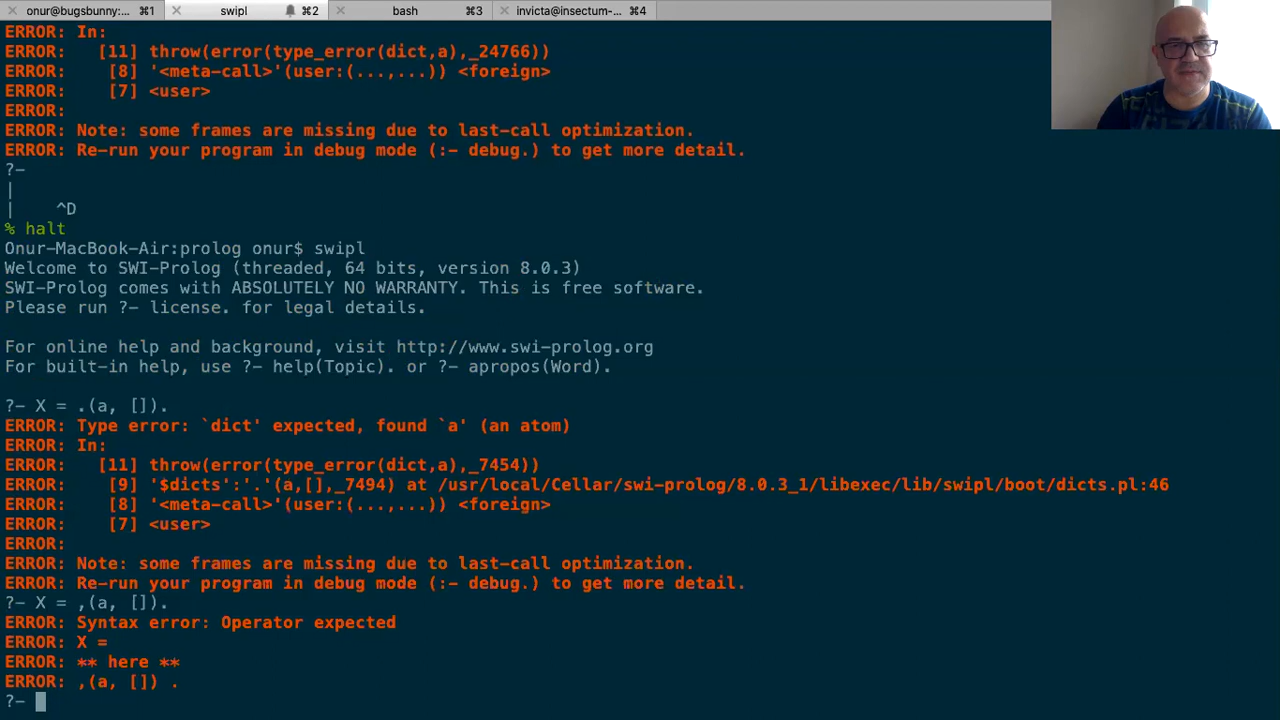 onur@bugsbunny:... ⌘1 swipl ⌘2 bash ⌘3 invicta@insectum-... ⌘4
ERROR: In:
ERROR:   [11] throw(error(type_error(dict,a),_24766))
ERROR:    [8] '<meta-call>'(user:(...,...)) <foreign>
ERROR:    [7] <user>
ERROR:
ERROR: Note: some frames are missing due to last-call optimization.
ERROR: Re-run your program in debug mode (:- debug.) to get more detail.
?-
|
|    ^D
% halt
Onur-MacBook-Air:prolog onur$ swipl
Welcome to SWI-Prolog (threaded, 64 bits, version 8.0.3)
SWI-Prolog comes with ABSOLUTELY NO WARRANTY. This is free software.
Please run ?- license. for legal details.
For online help and background, visit http://www.swi-prolog.org
For built-in help, use ?- help(Topic). or ?- apropos(Word).
?- X = .(a, []).
ERROR: Type error: `dict' expected, found `a' (an atom)
ERROR: In:
ERROR:   [11] throw(error(type_error(dict,a),_7454))
ERROR:    [9] '$dicts':'.'(a,[],_7494) at /usr/local/Cellar/swi-prolog/8.0.3_1/libexec/lib/swipl/boot/dicts.pl:46
ERROR:    [8] '<meta-call>'(user:(...,...)) <foreign>
ERROR:    [7] <user>
ERROR:
ERROR: Note: some frames are missing due to last-call optimization.
ERROR: Re-run your program in debug mode (:- debug.) to get more detail.
?- X = ,(a, []).
ERROR: Syntax error: Operator expected
ERROR: X =
ERROR: ** here **
ERROR: ,(a, []) .
?-